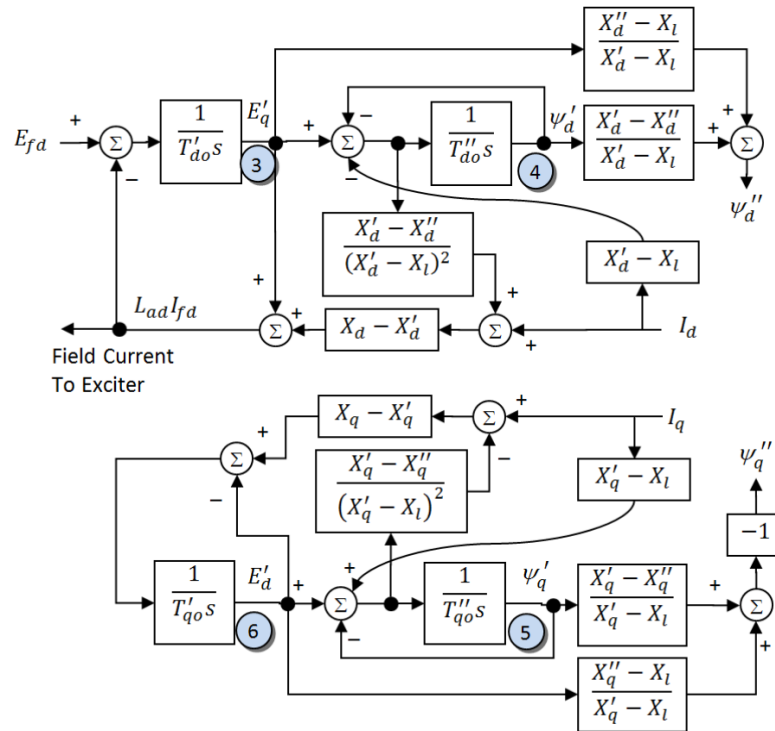 X''_d − X_l
X'_d − X_l
E_fd
+
Σ
−
1
T'_do s
E'_q
3
+
−
Σ
−
1
T''_do s
ψ'_d
4
X'_d − X''_d
X'_d − X_l
+
+
Σ
ψ''_d
X'_d − X''_d
(X'_d − X_l)²
X'_d − X_l
+
L_ad I_fd
Σ
+
X_d − X'_d
+
Σ
+
I_d
Field Current
To Exciter
+
X_q − X'_q
Σ
+
−
I_q
ψ''_q
Σ
−
X'_q − X''_q
(X'_q − X_l)²
X'_q − X_l
−1
1
T'_qo s
E'_d
6
+
+
Σ
−
1
T''_qo s
ψ'_q
5
X'_q − X''_q
X'_q − X_l
+
Σ
+
X''_q − X_l
X'_q − X_l